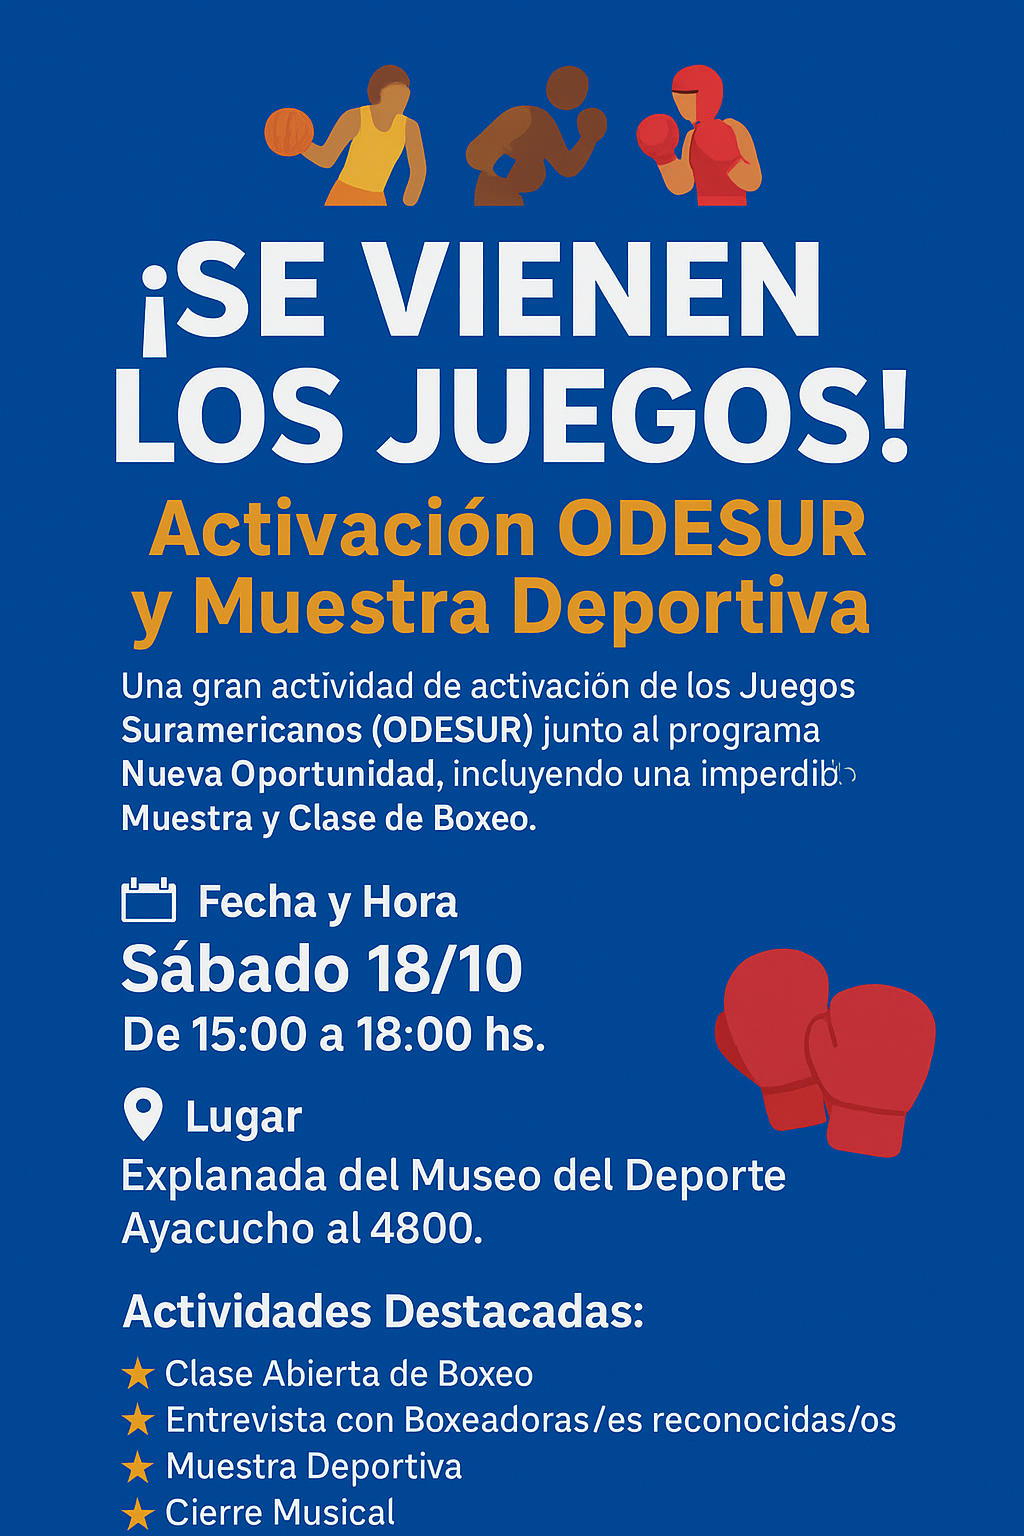 ¡SE VIENEN
LOS JUEGOS!
Activación ODESUR
y Muestra Deportiva
Una gran actividad de activación de los Juegos
Suramericanos (ODESUR) junto al programa
Nueva Oportunidad, incluyendo una
Muestra y Clase de Boxeo.
Fecha y Hora
Sábado 18/10
De 15:00 a 18:00 hs.
Lugar
Explanada del Museo del Deporte
Ayacucho al 4800.
Actividades Destacadas:
Clase Abierta de Boxeo
Entrevista con Boxeadoras/es reconocidas/os
Muestra Deportiva
Cierre Musical